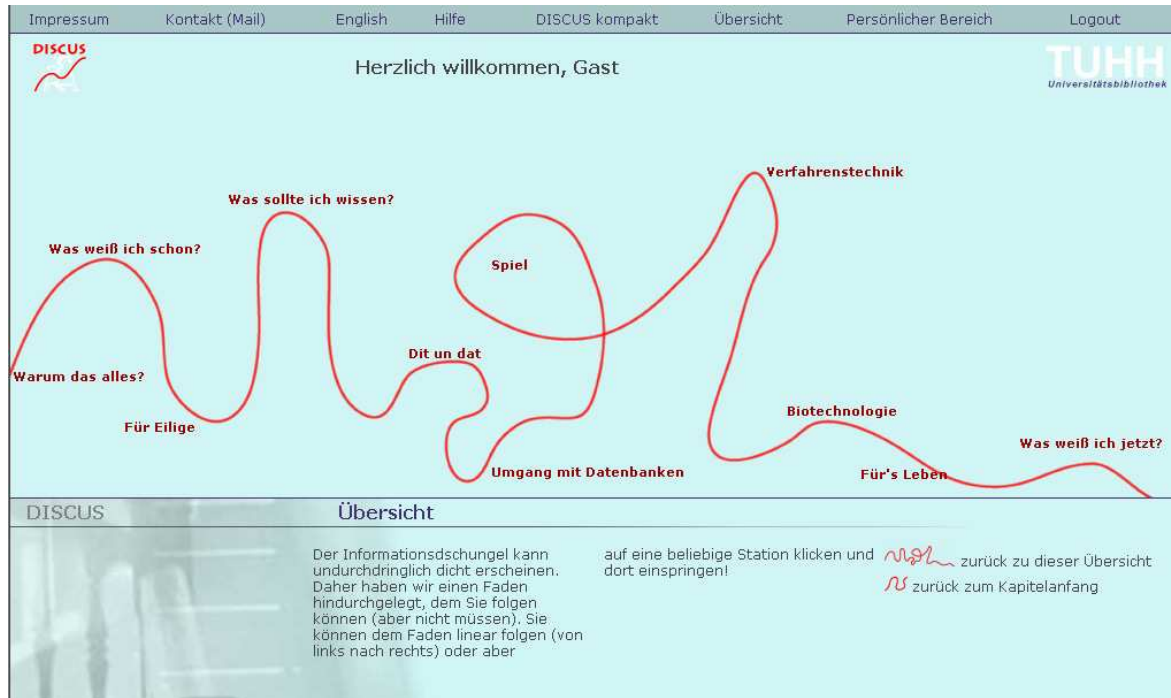 Impressum Kontakt (Mail) English Hilfe DISCUS kompakt Übersicht Persönlicher Bereich Logout
DISCUS
Herzlich willkommen, Gast
TUHH
Universitätsbibliothek
Verfahrenstechnik
Was sollte ich wissen?
Was weiß ich schon?
Spiel
Dit un dat
Warum das alles?
Für Eilige
Biotechnologie
Was weiß ich jetzt?
Umgang mit Datenbanken
Für's Leben
DISCUS
Übersicht
Der Informationsdschungel kann
undurchdringlich dicht erscheinen.
Daher haben wir einen Faden
hindurchgelegt, dem Sie folgen
können (aber nicht müssen). Sie
können dem Faden linear folgen (von
links nach rechts) oder aber
auf eine beliebige Station klicken und
dort einspringen!
zurück zu dieser Übersicht
zurück zum Kapitelanfang